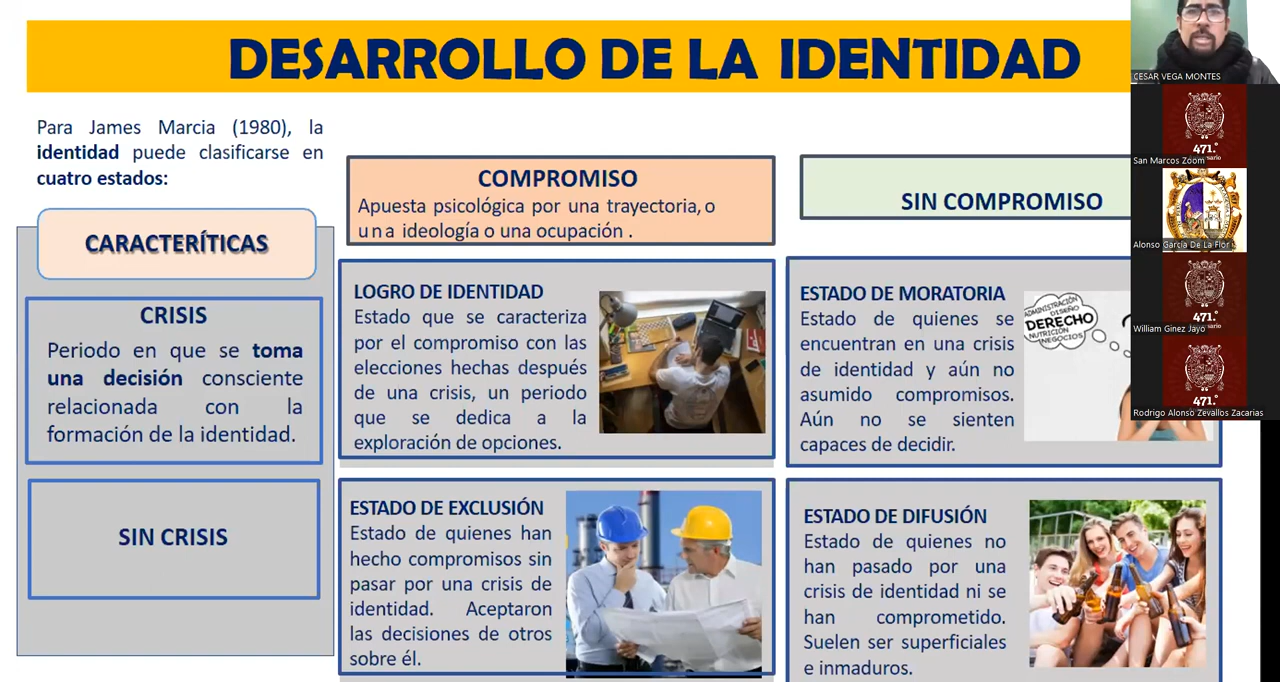 DESARROLLO DE LA IDENTIDAD
Para James Marcia (1980), la
identidad puede clasificarse en
cuatro estados:
CARACTERÍTICAS
CRISIS
Periodo en que se toma
una decisión consciente
relacionada con la
formación de la identidad.
SIN CRISIS
COMPROMISO
Apuesta psicológica por una trayectoria, o
una ideología o una ocupación .
SIN COMPROMISO
LOGRO DE IDENTIDAD
Estado que se caracteriza
por el compromiso con las
elecciones hechas después
de una crisis, un periodo
que se dedica a la
exploración de opciones.
ESTADO DE MORATORIA
Estado de quienes se
encuentran en una crisis
de identidad y aún no
asumido compromisos.
Aún no se sienten
capaces de decidir.
ADMINISTRACIÓN
DISEÑO
DERECHO
NUTRICIÓN
NEGOCIOS
?
ESTADO DE EXCLUSIÓN
Estado de quienes han
hecho compromisos sin
pasar por una crisis de
identidad. Aceptaron
las decisiones de otros
sobre él.
ESTADO DE DIFUSIÓN
Estado de quienes no
han pasado por una
crisis de identidad ni se
han comprometido.
Suelen ser superficiales
e inmaduros.
CESAR VEGA MONTES
471.°
San Marcos Zoom
Alonso García De La Flor
471.°
William Ginez Jayo
471.°
Rodrigo Alonso Zevallos Zacarias